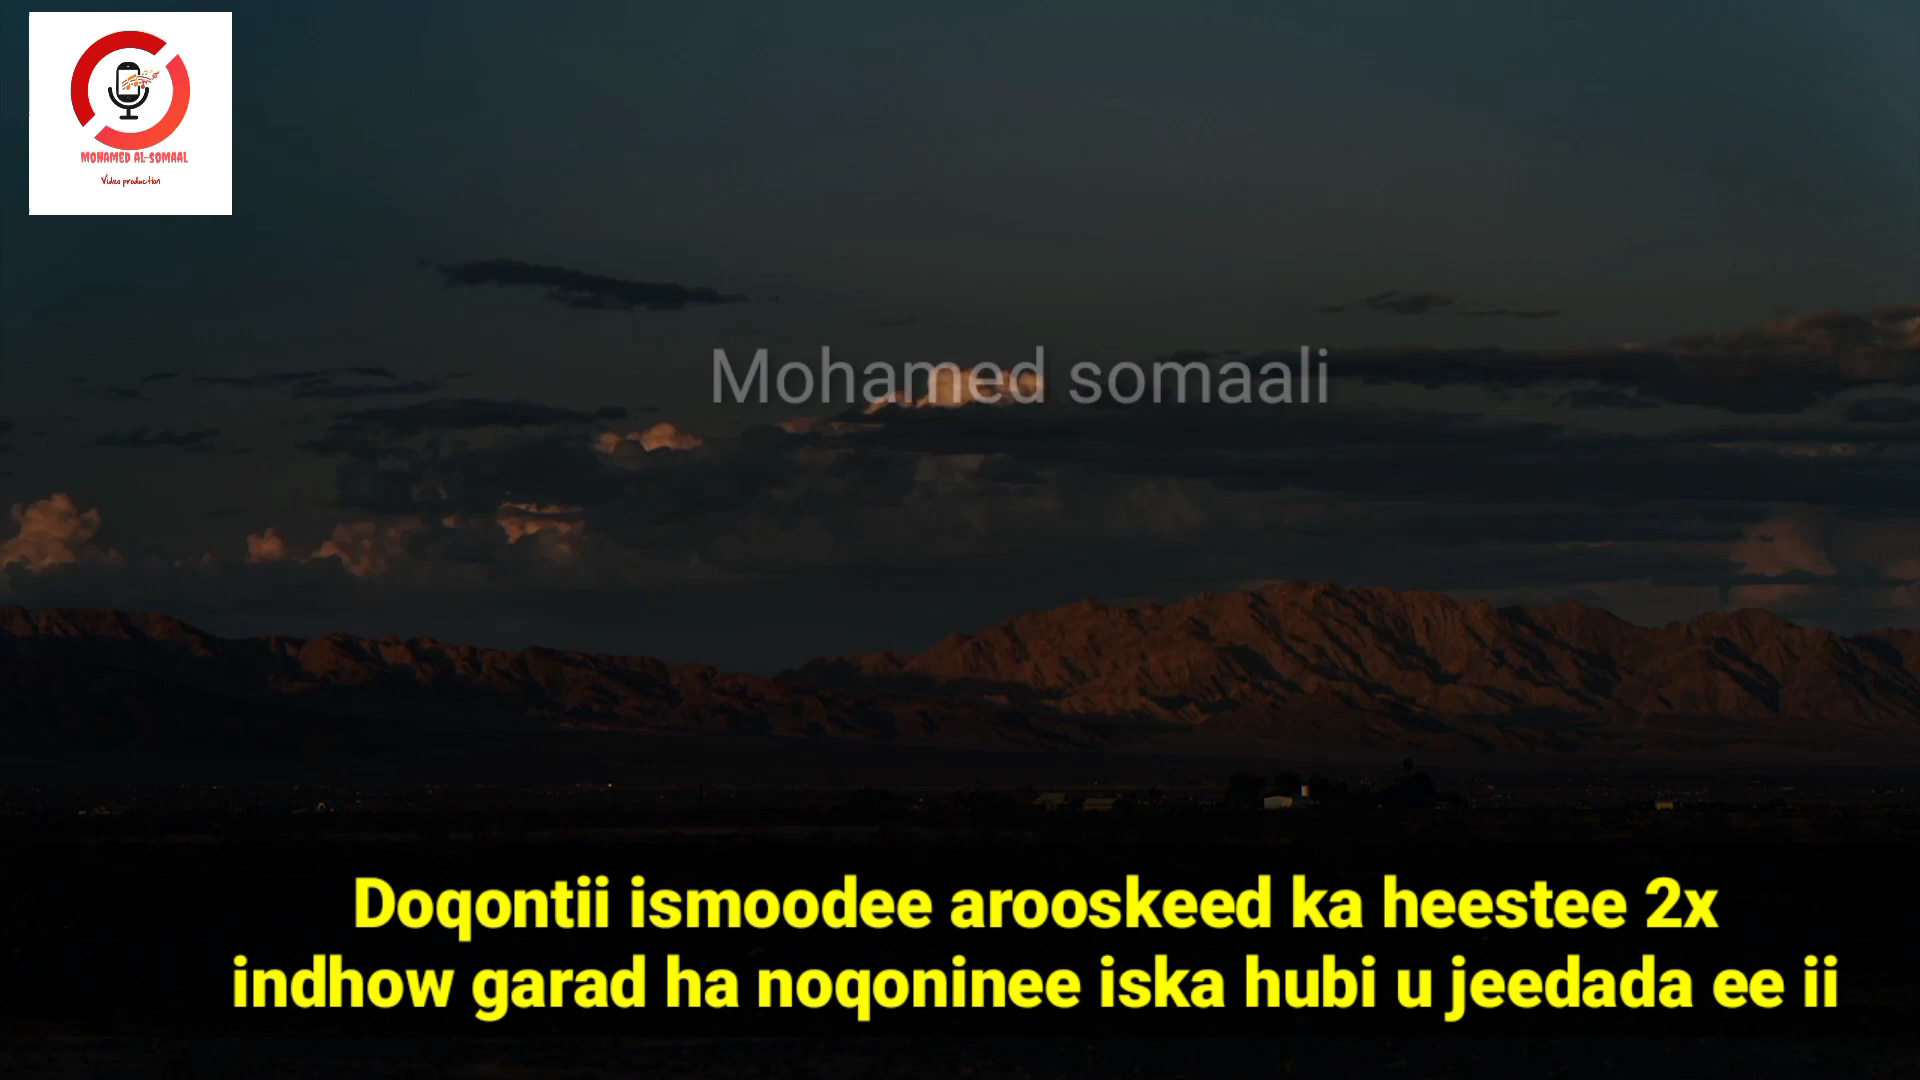 MOHAMED AL-SOMAAL
Video production
Mohamed somaali
Doqontii ismoodee arooskeed ka heestee 2x
indhow garad ha noqoninee iska hubi u jeedada ee ii